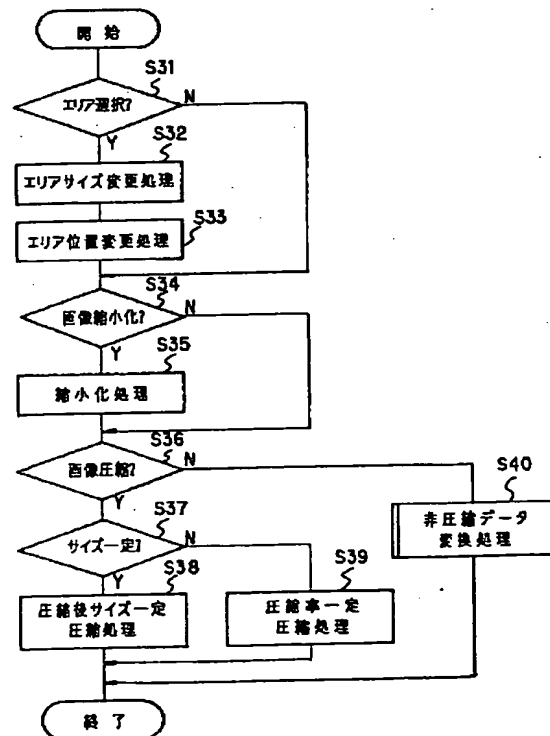 開始
S31
エリア選択?
N
Y
S32
エリアサイズ変更処理
S33
エリア位置変更処理
S34
画像縮小化?
N
Y
S35
縮小化処理
S36
画像圧縮?
N
Y
S40
非圧縮データ
変換処理
S37
サイズ一定?
N
Y
S38
圧縮後サイズ一定
圧縮処理
S39
圧縮率一定
圧縮処理
終了